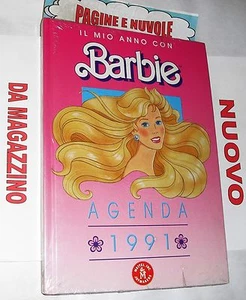 PAGINE E NUVOLE
IL MIO ANNO CON
Barbie
AGENDA
1991
DA MAGAZZINO
NUOVO